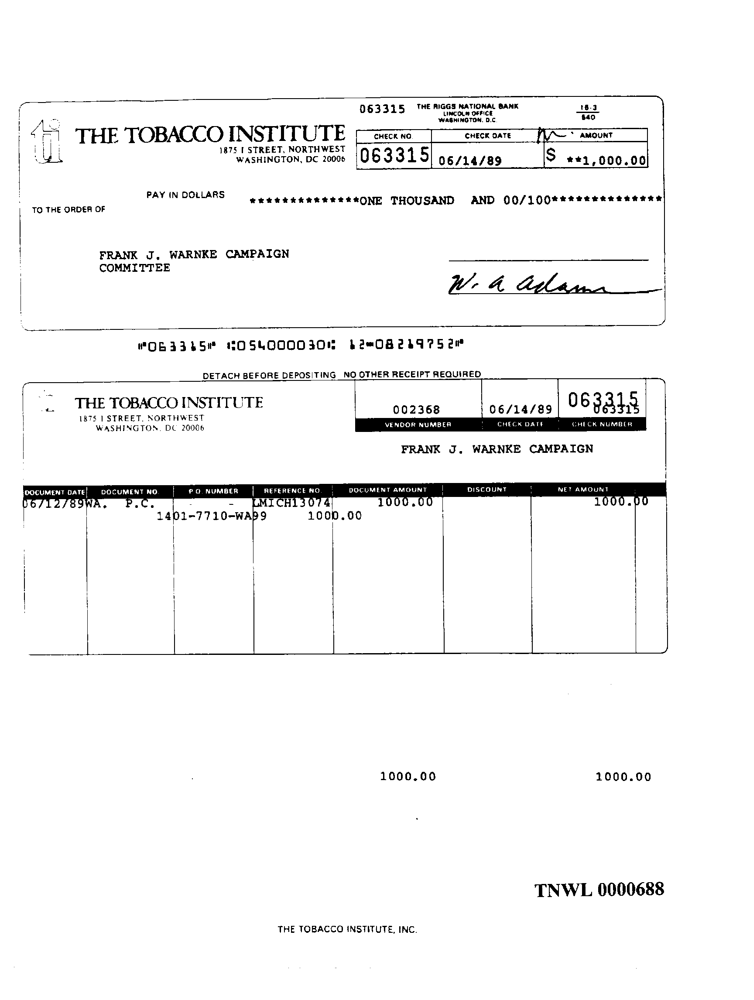 063315 THE RIGGS NATIONAL BANK 16-3
LINCOLN OFFICE 540
WASHINGTON, D.C.
ti THE TOBACCO INSTITUTE
1875 I STREET, NORTHWEST
WASHINGTON, DC 20006
CHECK NO. CHECK DATE AMOUNT
063315 06/14/89 $ **1,000.00
PAY IN DOLLARS **************ONE THOUSAND AND 00/100**************
TO THE ORDER OF
FRANK J. WARNKE CAMPAIGN
COMMITTEE
W. A Adams
⑈063315⑈ ⑆054000030⑆ 12⑉08219752⑈
DETACH BEFORE DEPOSITING NO OTHER RECEIPT REQUIRED
THE TOBACCO INSTITUTE
1875 I STREET, NORTHWEST
WASHINGTON, DC 20006
002368 06/14/89 063315
063315
VENDOR NUMBER CHECK DATE CHECK NUMBER
FRANK J. WARNKE CAMPAIGN
DOCUMENT DATE DOCUMENT NO. P.O. NUMBER REFERENCE NO. DOCUMENT AMOUNT DISCOUNT NET AMOUNT
06/12/89WA. P.C. - - LMICH13074 1000.00 1000.00
1401-7710-WA99 1000.00
1000.00 1000.00
TNWL 0000688
THE TOBACCO INSTITUTE, INC.